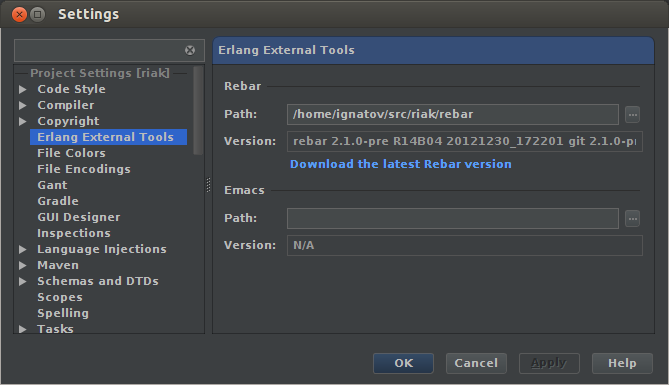 Settings
Project Settings [riak]
Code Style
Compiler
Copyright
Erlang External Tools
File Colors
File Encodings
Gant
Gradle
GUI Designer
Inspections
Language Injections
Maven
Schemas and DTDs
Scopes
Spelling
Tasks
Erlang External Tools
Rebar
Path: /home/ignatov/src/riak/rebar ...
Version: rebar 2.1.0-pre R14B04 20121230_172201 git 2.1.0-pr
Download the latest Rebar version
Emacs
Path: ...
Version: N/A
OK Cancel Apply Help